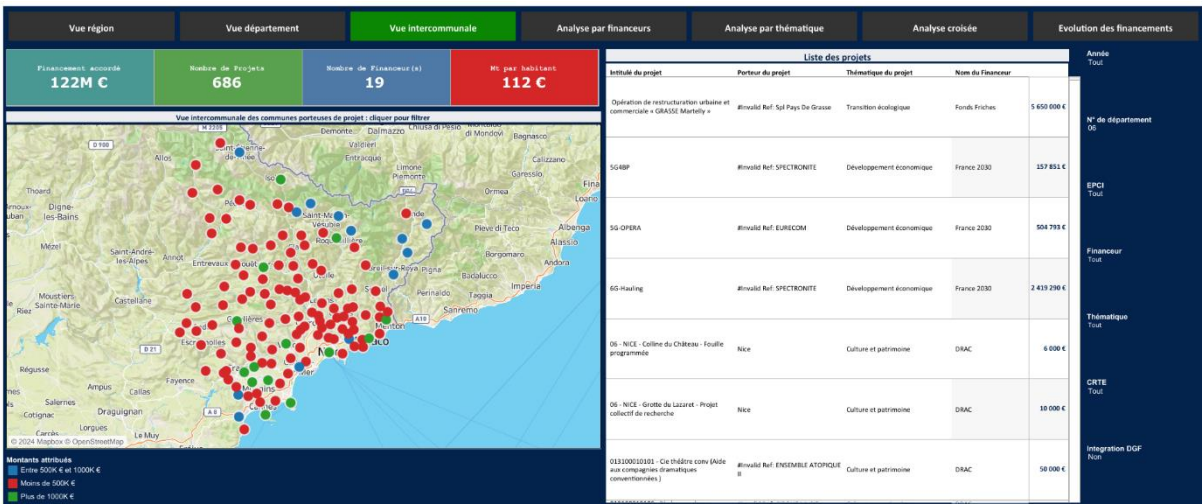 Vue région
Vue département
Vue intercommunale
Analyse par financeurs
Analyse par thématique
Analyse croisée
Evolution des financements
Financement accordé
122M €
Nombre de Projets
686
Nombre de Financeur(s)
19
Mt par habitant
112 €
Vue intercommunale des communes porteuses de projet : cliquer pour filtrer
M 2205
Demonte
Dalmazzo
Chiusa di Pesio
di Mondovì
Bagnasco
D 900
Valdieri
Entracque
Calizzano
Allos
Limone
Piemonte
Garessio
Thoard
Ormea
Loano
Digne-
les-Bains
Pieve di Teco
Albenga
Alassio
Mézel
Saint-André-
les-Alpes
Annot
Entrevaux
Borgomaro
Andora
Pigna
Badalucco
Imperia
Moustiers
Sainte-Marie
Castellane
Perinaldo
Taggia
Riez
Sanremo
A10
Menton
D 21
Régusse
Fayence
Ampus
Callas
Salernes
Draguignan
A 8
Cotignac
Lorgues
Carcès
Le Muy
© 2024 Mapbox © OpenStreetMap
Montants attribués
Entre 500K € et 1000K €
Moins de 500K €
Plus de 1000K €
Liste des projets
Intitulé du projet Porteur du projet Thématique du projet Nom du Financeur
Opération de restructuration urbaine et
commerciale « GRASSE Martelly » #Invalid Ref: Spl Pays De Grasse Transition écologique Fonds Friches 5 650 000 €
5G4BP #Invalid Ref: SPECTRONITE Développement économique France 2030 157 851 €
5G-OPERA #Invalid Ref: EURECOM Développement économique France 2030 504 793 €
6G-Hauling #Invalid Ref: SPECTRONITE Développement économique France 2030 2 419 290 €
06 - NICE - Colline du Château - Fouille
programmée Nice Culture et patrimoine DRAC 6 000 €
06 - NICE - Grotte du Lazaret - Projet
collectif de recherche Nice Culture et patrimoine DRAC 10 000 €
013100010101 - Cie théâtre conv (Aide
aux compagnies dramatiques
conventionnées ) #Invalid Ref: ENSEMBLE ATOPIQUE
II Culture et patrimoine DRAC 50 000 €
Année
Tout
N° de département
06
EPCI
Tout
Financeur
Tout
Thématique
Tout
CRTE
Tout
Integration DGF
Non